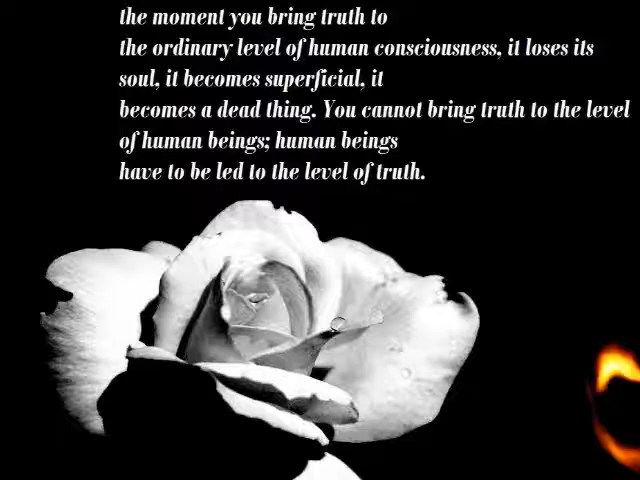 the moment you bring truth to
the ordinary level of human consciousness, it loses its
soul, it becomes superficial, it
becomes a dead thing. You cannot bring truth to the level
of human beings; human beings
have to be led to the level of truth.